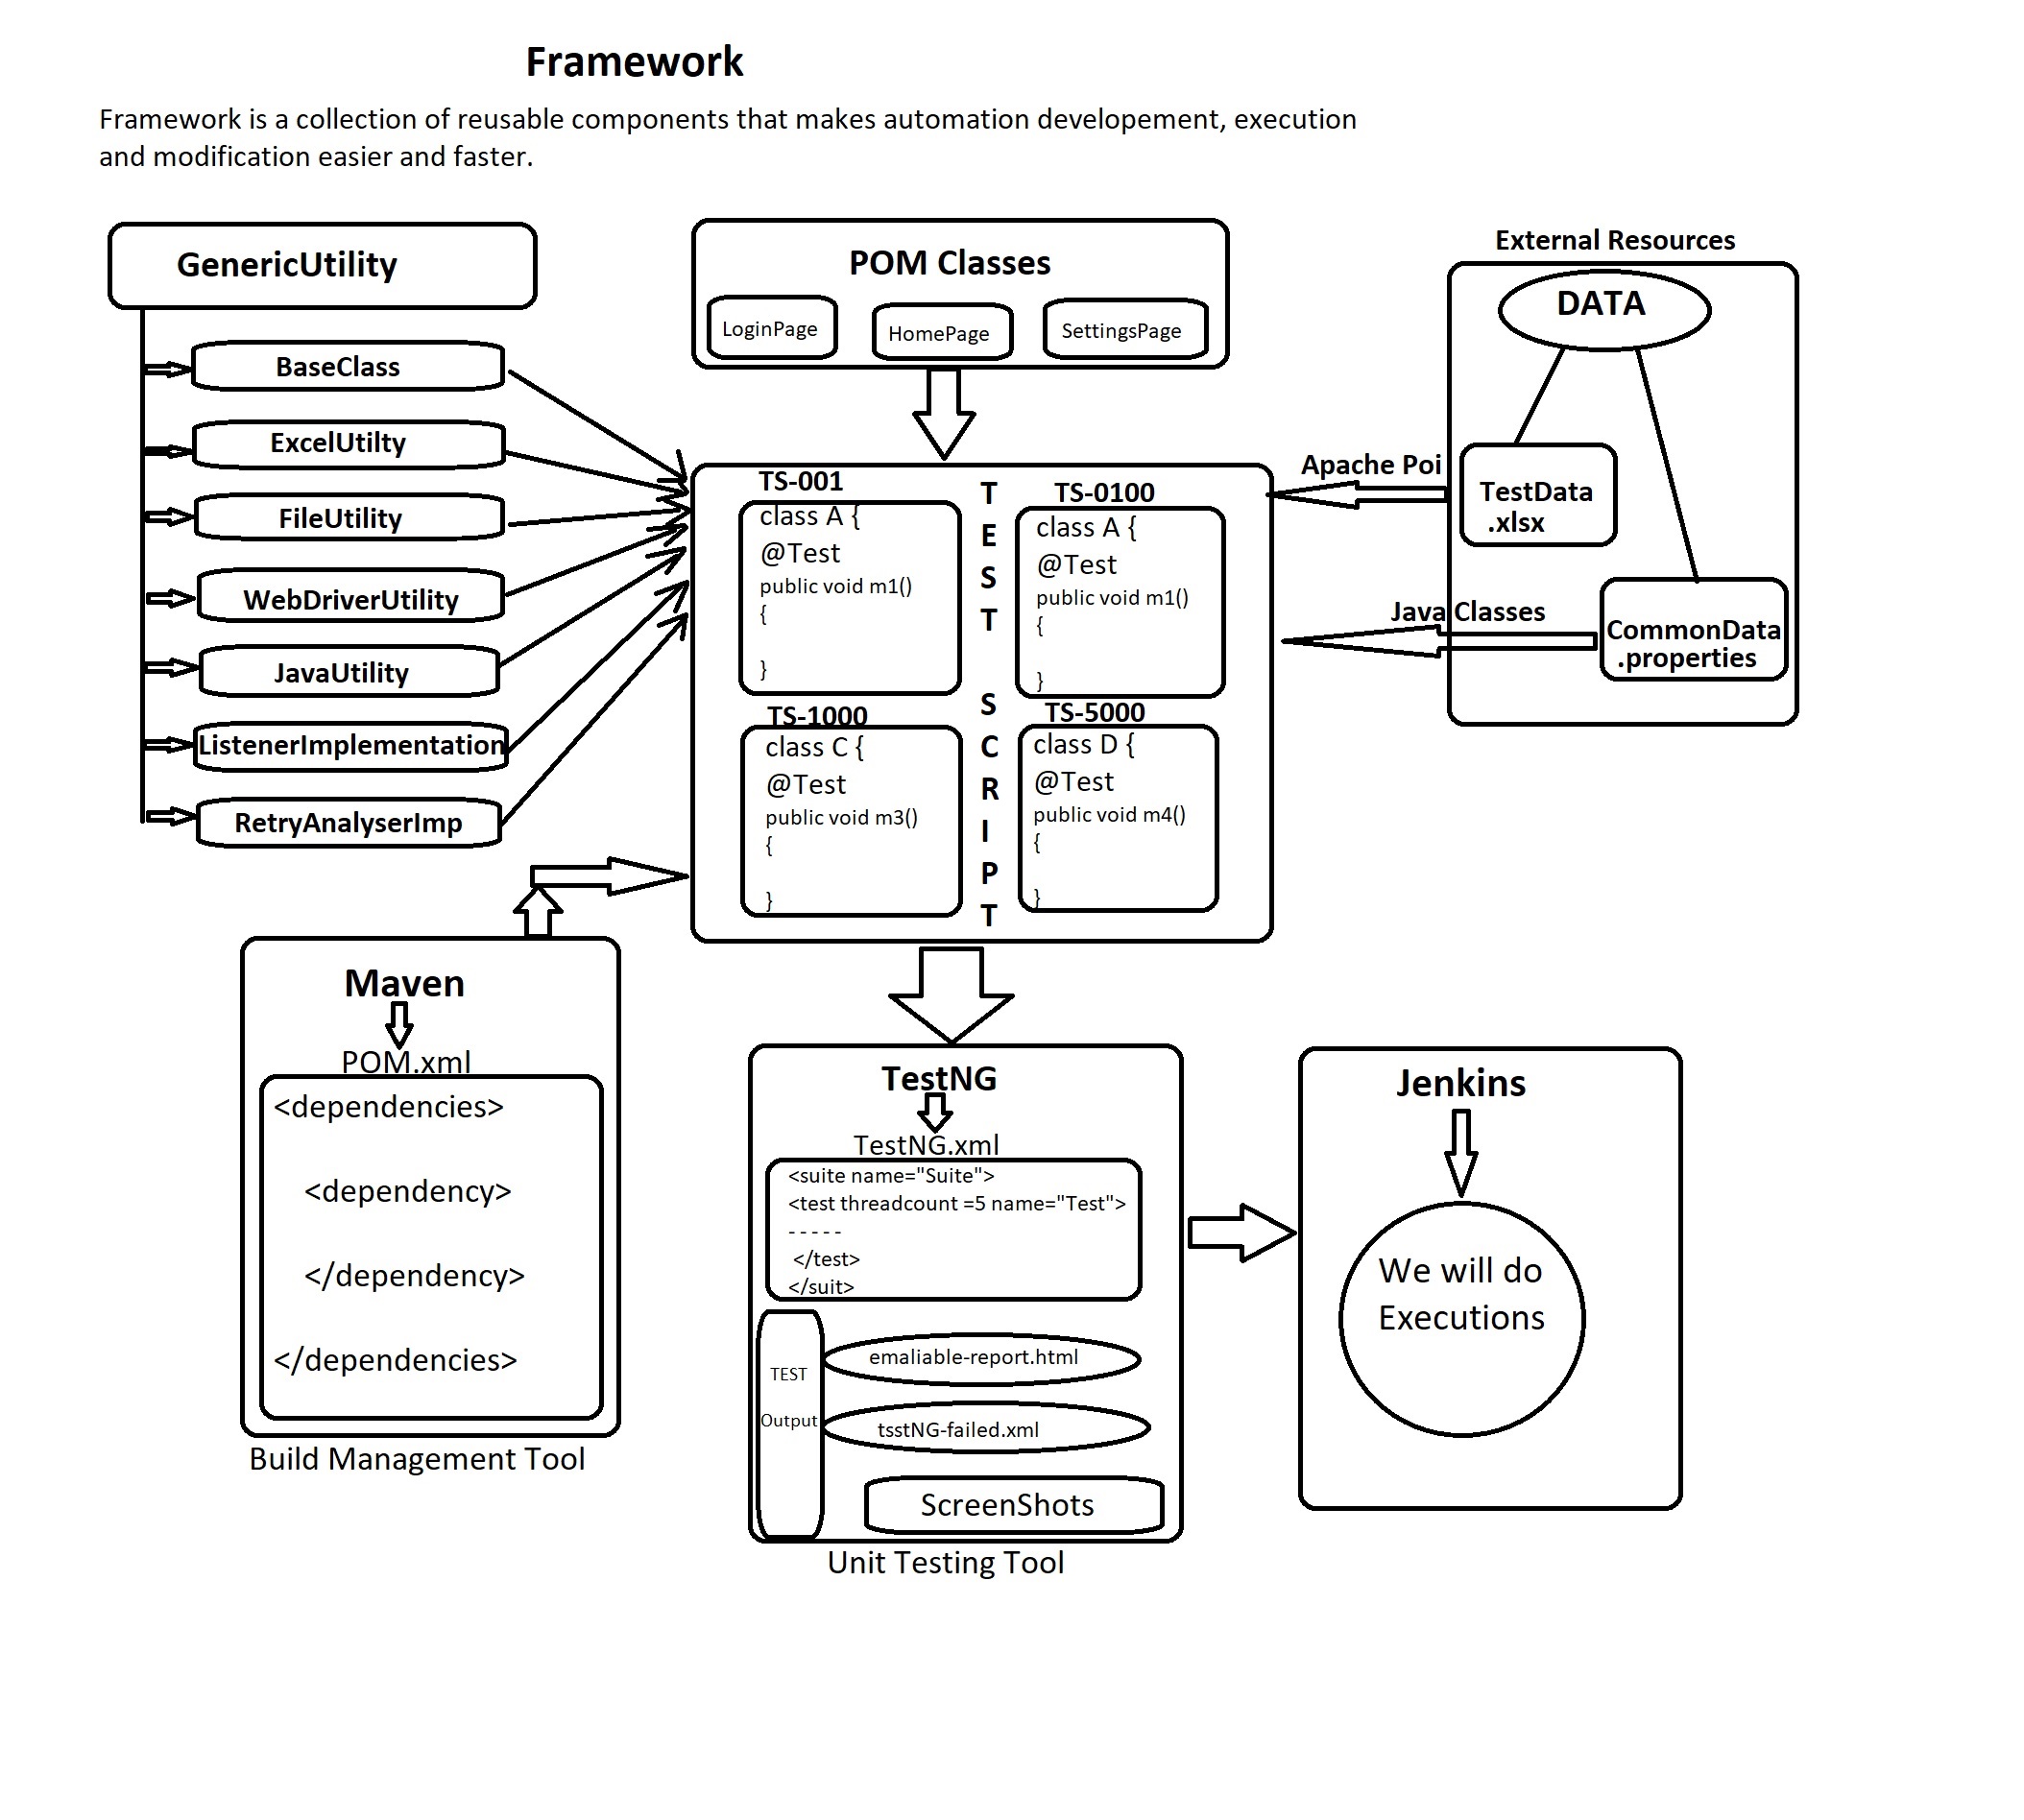 Framework
Framework is a collection of reusable components that makes automation developement, execution
and modification easier and faster.
GenericUtility
BaseClass
ExcelUtilty
FileUtility
WebDriverUtility
JavaUtility
ListenerImplementation
RetryAnalyserImp
POM Classes
LoginPage
HomePage
SettingsPage
External Resources
DATA
TestData
.xlsx
CommonData
.properties
Apache Poi
Java Classes
TS-001
class A {
@Test
public void m1()
{
}
T
E
S
T
S
C
R
I
P
T
TS-0100
class A {
@Test
public void m1()
{
}
TS-1000
class C {
@Test
public void m3()
{
}
TS-5000
class D {
@Test
public void m4()
{
}
Maven
POM.xml
<dependencies>
<dependency>
</dependency>
</dependencies>
Build Management Tool
TestNG
TestNG.xml
<suite name="Suite">
<test threadcount =5 name="Test">
- - - - -
</test>
</suit>
TEST
Output
emaliable-report.html
tsstNG-failed.xml
ScreenShots
Unit Testing Tool
Jenkins
We will do
Executions